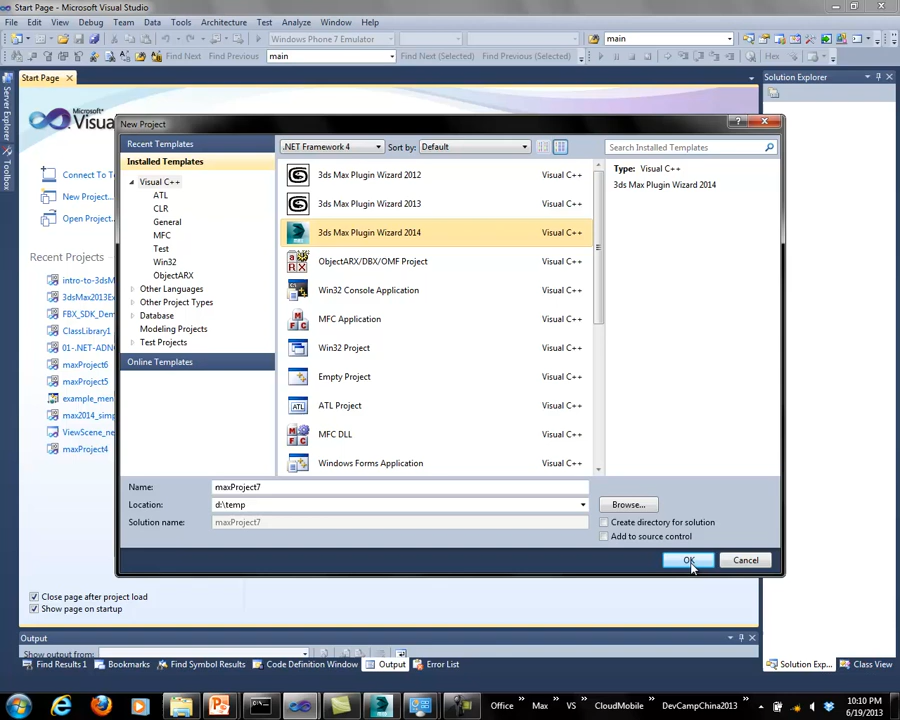 Start Page - Microsoft Visual Studio
File Edit View Debug Team Data Tools Architecture Test Analyze Window Help
Windows Phone 7 Emulator main
Find Next Find Previous main Find Next (Selected) Find Previous (Selected) Hex
Start Page
Solution Explorer
Server Explorer
Toolbox
Microsoft
Visua
Connect To T
New Project...
Open Project...
Recent Projects
intro-to-3dsM
3dsMax2013E
FBX_SDK_Dem
ClassLibrary1
01-.NET-ADN
maxProject6
maxProject5
example_men
max2014_simp
ViewScene_ne
maxProject4
New Project
Recent Templates
Installed Templates
Visual C++
ATL
CLR
General
MFC
Test
Win32
ObjectARX
Other Languages
Other Project Types
Database
Modeling Projects
Test Projects
Online Templates
.NET Framework 4 Sort by: Default
Search Installed Templates
3ds Max Plugin Wizard 2012 Visual C++
3ds Max Plugin Wizard 2013 Visual C++
3ds Max Plugin Wizard 2014 Visual C++
ObjectARX/DBX/OMF Project Visual C++
Win32 Console Application Visual C++
MFC Application Visual C++
Win32 Project Visual C++
Empty Project Visual C++
ATL Project Visual C++
MFC DLL Visual C++
Windows Forms Application Visual C++
Type: Visual C++
3ds Max Plugin Wizard 2014
Name: maxProject7
Location: d:\temp Browse...
Solution name: maxProject7
Create directory for solution
Add to source control
OK Cancel
Close page after project load
Show page on startup
Output
Show output from:
Find Results 1 Bookmarks Find Symbol Results Code Definition Window Output Error List
Solution Exp... Class View
Office Max VS CloudMobile DevCampChina2013
10:10 PM
6/19/2013